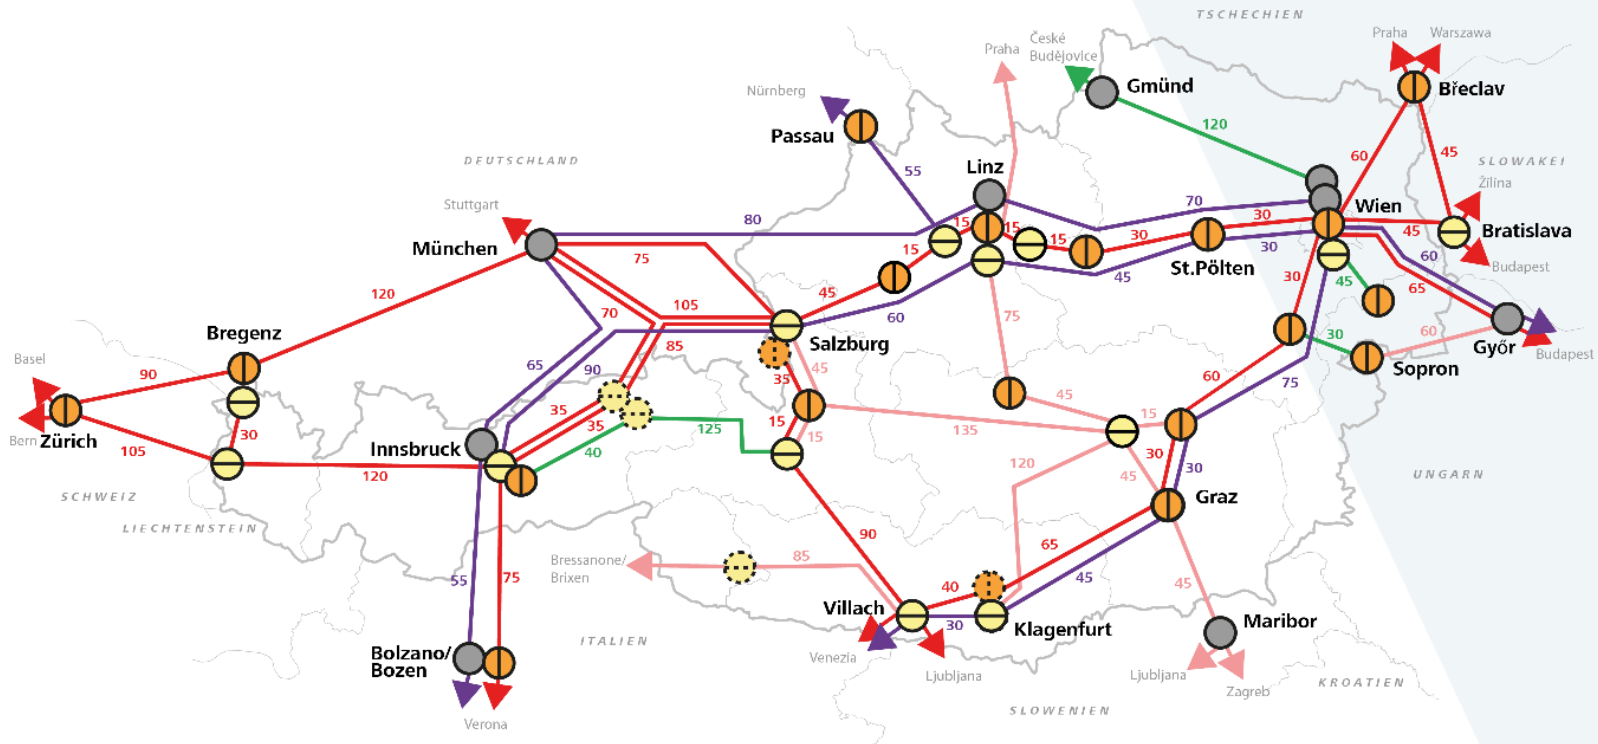 TSCHECHIEN
Praha
Warszawa
České
Budějovice
Praha
Gmünd
Břeclav
Nürnberg
Passau
120
60
45
SLOWAKEI
DEUTSCHLAND
55
Linz
Žilina
Stuttgart
80
70
Wien
München
15
15
15
30
30
30
45
Bratislava
75
15
St.Pölten
60
Budapest
45
45
30
45
65
120
105
70
60
75
Bregenz
Salzburg
85
30
60
Győr
Budapest
Basel
90
65
90
45
35
Sopron
75
60
Bern
Zürich
30
35
35
15
15
45
15
105
Innsbruck
125
135
120
40
120
45
30
30
UNGARN
SCHWEIZ
Graz
LIECHTENSTEIN
90
65
Bressanone/
Brixen
85
55
75
40
45
45
Villach
30
Klagenfurt
Maribor
ITALIEN
Bolzano/
Bozen
Venezia
Ljubljana
Ljubljana
Zagreb
KROATIEN
Verona
SLOWENIEN